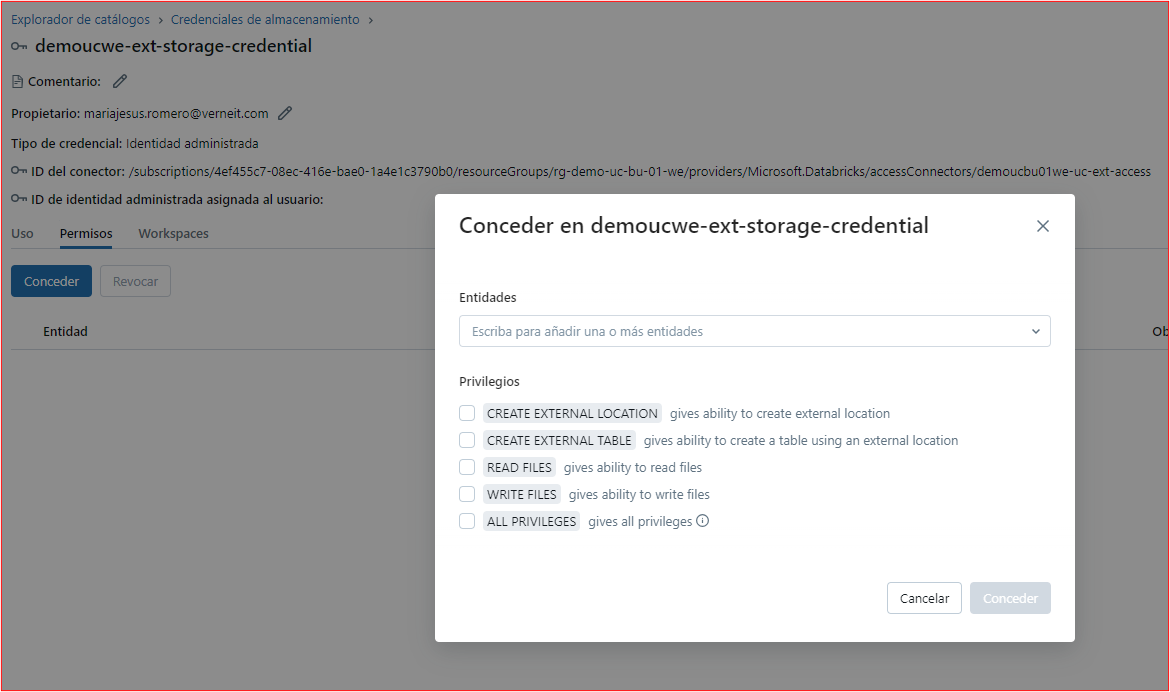 Explorador de catálogos › Credenciales de almacenamiento ›
demoucwe-ext-storage-credential
Comentario:
Propietario: mariajesus.romero@verneit.com
Tipo de credencial: Identidad administrada
ID del conector: /subscriptions/4ef455c7-08ec-416e-bae0-1a4e1c3790b0/resourceGroups/rg-demo-uc-bu-01-we/providers/Microsoft.Databricks/accessConnectors/demoucbu01we-uc-ext-access
ID de identidad administrada asignada al usuario:
Uso Permisos Workspaces
Conceder Revocar
Entidad Ob
Conceder en demoucwe-ext-storage-credential
Entidades
Escriba para añadir una o más entidades
Privilegios
CREATE EXTERNAL LOCATION gives ability to create external location
CREATE EXTERNAL TABLE gives ability to create a table using an external location
READ FILES gives ability to read files
WRITE FILES gives ability to write files
ALL PRIVILEGES gives all privileges
Cancelar Conceder